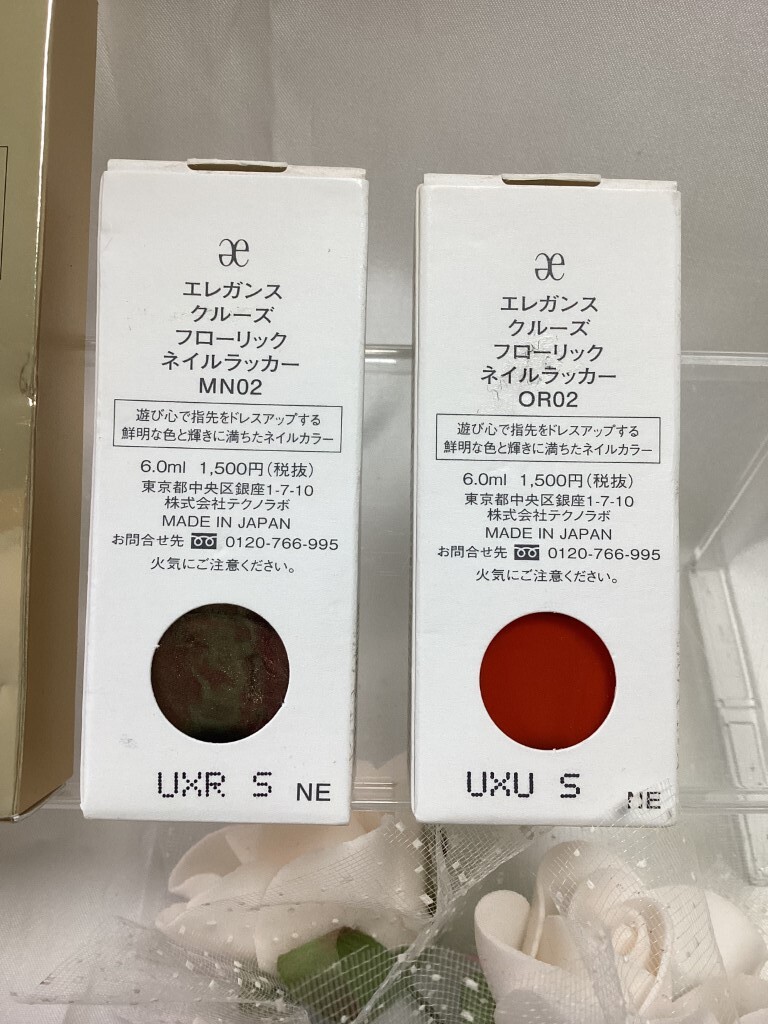 æ
エレガンス
クルーズ
フローリック
ネイルラッカー
MN02
遊び心で指先をドレスアップする
鮮明な色と輝きに満ちたネイルカラー
6.0ml 1,500円(税抜)
東京都中央区銀座1-7-10
株式会社テクノラボ
MADE IN JAPAN
お問合せ先 0120-766-995
火気にご注意ください。
UXR S NE
æ
エレガンス
クルーズ
フローリック
ネイルラッカー
OR02
遊び心で指先をドレスアップする
鮮明な色と輝きに満ちたネイルカラー
6.0ml 1,500円(税抜)
東京都中央区銀座1-7-10
株式会社テクノラボ
MADE IN JAPAN
お問合せ先 0120-766-995
火気にご注意ください。
UXU S NE